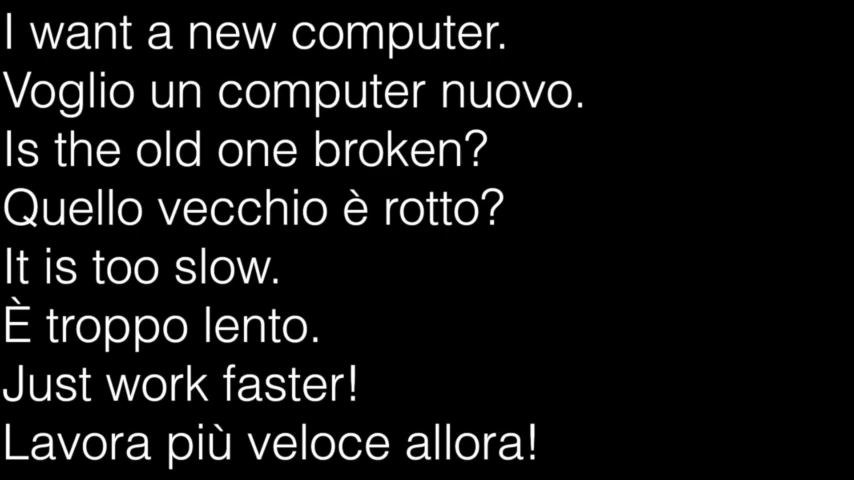 I want a new computer.
Voglio un computer nuovo.
Is the old one broken?
Quello vecchio è rotto?
It is too slow.
È troppo lento.
Just work faster!
Lavora più veloce allora!